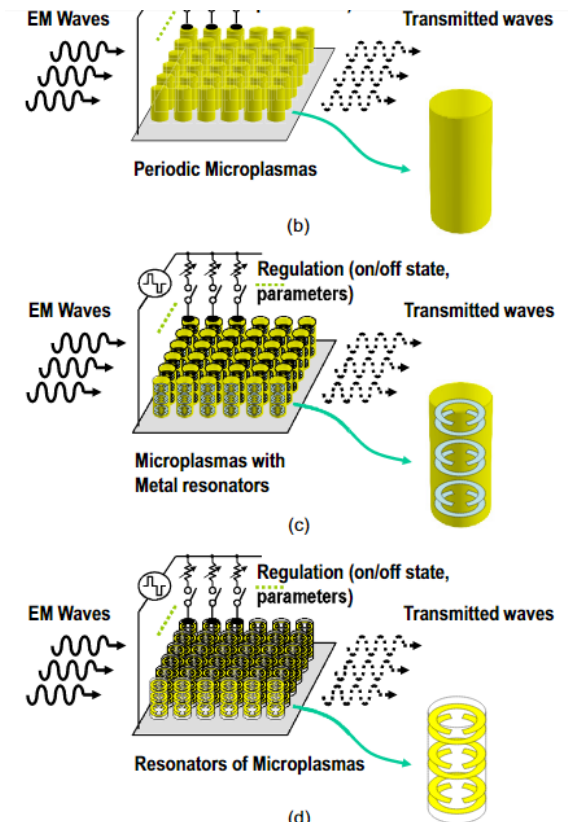 EM Waves
Transmitted waves
Periodic Microplasmas
(b)
Regulation (on/off state,
parameters)
EM Waves
Transmitted waves
Microplasmas with
Metal resonators
(c)
Regulation (on/off state,
parameters)
EM Waves
Transmitted waves
Resonators of Microplasmas
(d)